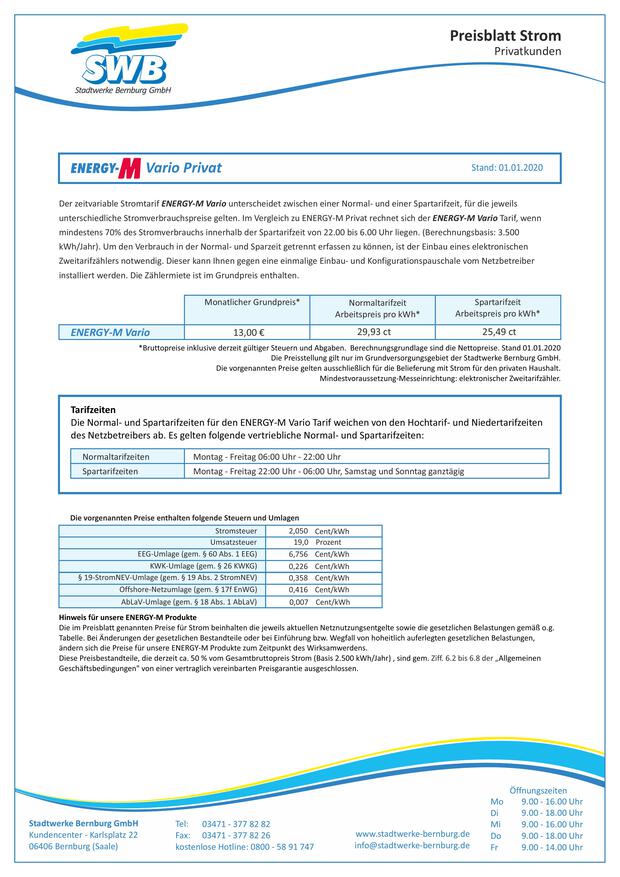 Preisblatt Strom
Privatkunden
SWB
Stadtwerke Bernburg GmbH
ENERGY-M Vario Privat
Stand: 01.01.2020
Der zeitvariable Stromtarif ENERGY-M Vario unterscheidet zwischen einer Normal- und einer Spartarifzeit, für die jeweils
unterschiedliche Stromverbrauchspreise gelten. Im Vergleich zu ENERGY-M Privat rechnet sich der ENERGY-M Vario Tarif, wenn
mindestens 70% des Stromverbrauchs innerhalb der Spartarifzeit von 22.00 bis 6.00 Uhr liegen. (Berechnungsbasis: 3.500
kWh/Jahr). Um den Verbrauch in der Normal- und Sparzeit getrennt erfassen zu können, ist der Einbau eines elektronischen
Zweitarifzählers notwendig. Dieser kann Ihnen gegen eine einmalige Einbau- und Konfigurationspauschale vom Netzbetreiber
installiert werden. Die Zählermiete ist im Grundpreis enthalten.
Monatlicher Grundpreis*
Normaltarifzeit
Arbeitspreis pro kWh*
Spartarifzeit
Arbeitspreis pro kWh*
ENERGY-M Vario 13,00 € 29,93 ct 25,49 ct
*Bruttopreise inklusive derzeit gültiger Steuern und Abgaben. Berechnungsgrundlage sind die Nettopreise. Stand 01.01.2020
Die Preisstellung gilt nur im Grundversorgungsgebiet der Stadtwerke Bernburg GmbH.
Die vorgenannten Preise gelten ausschließlich für die Belieferung mit Strom für den privaten Haushalt.
Mindestvoraussetzung-Messeinrichtung: elektronischer Zweitarifzähler.
Tarifzeiten
Die Normal- und Spartarifzeiten für den ENERGY-M Vario Tarif weichen von den Hochtarif- und Niedertarifzeiten
des Netzbetreibers ab. Es gelten folgende vertriebliche Normal- und Spartarifzeiten:
Normaltarifzeiten Montag - Freitag 06:00 Uhr - 22:00 Uhr
Spartarifzeiten Montag - Freitag 22:00 Uhr - 06:00 Uhr, Samstag und Sonntag ganztägig
Die vorgenannten Preise enthalten folgende Steuern und Umlagen
Stromsteuer 2,050 Cent/kWh
Umsatzsteuer 19,0 Prozent
EEG-Umlage (gem. § 60 Abs. 1 EEG) 6,756 Cent/kWh
KWK-Umlage (gem. § 26 KWKG) 0,226 Cent/kWh
§ 19-StromNEV-Umlage (gem. § 19 Abs. 2 StromNEV) 0,358 Cent/kWh
Offshore-Netzumlage (gem. § 17f EnWG) 0,416 Cent/kWh
AbLaV-Umlage (gem. § 18 Abs. 1 AbLaV) 0,007 Cent/kWh
Hinweis für unsere ENERGY-M Produkte
Die im Preisblatt genannten Preise für Strom beinhalten die jeweils aktuellen Netznutzungsentgelte sowie die gesetzlichen Belastungen gemäß o.g.
Tabelle. Bei Änderungen der gesetzlichen Bestandteile oder bei Einführung bzw. Wegfall von hoheitlich auferlegten gesetzlichen Belastungen,
ändern sich die Preise für unsere ENERGY-M Produkte zum Zeitpunkt des Wirksamwerdens.
Diese Preisbestandteile, die derzeit ca. 50 % vom Gesamtbruttopreis Strom (Basis 2.500 kWh/Jahr) , sind gem. Ziff. 6.2 bis 6.8 der „Allgemeinen
Geschäftsbedingungen" von einer vertraglich vereinbarten Preisgarantie ausgeschlossen.
Stadtwerke Bernburg GmbH
Kundencenter - Karlsplatz 22
06406 Bernburg (Saale)
Tel: 03471 - 377 82 82
Fax: 03471 - 377 82 26
kostenlose Hotline: 0800 - 58 91 747
www.stadtwerke-bernburg.de
info@stadtwerke-bernburg.de
Öffnungszeiten
Mo 9.00 - 16.00 Uhr
Di 9.00 - 18.00 Uhr
Mi 9.00 - 16.00 Uhr
Do 9.00 - 18.00 Uhr
Fr 9.00 - 14.00 Uhr